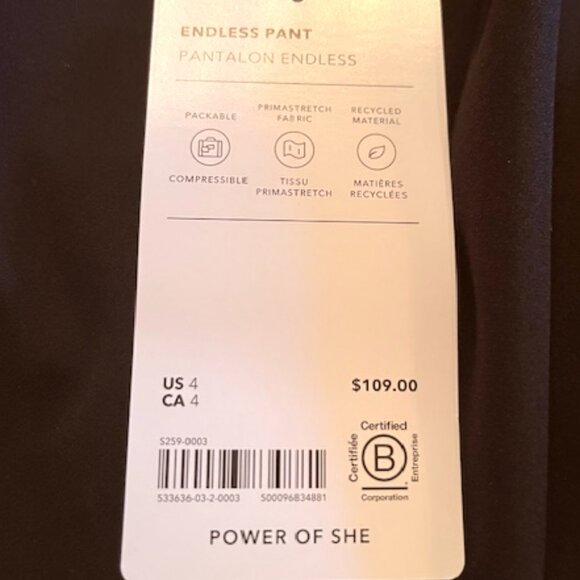 ENDLESS PANT
PANTALON ENDLESS
PACKABLE
PRIMASTRETCH
FABRIC
RECYCLED
MATERIAL
COMPRESSIBLE
TISSU
PRIMASTRETCH
MATIÈRES
RECYCLÉES
US 4
CA 4
$109.00
S259-0003
533636-03-2-0003 S00096834881
Certified
Certifiée
B
Entreprise
Corporation
POWER OF SHE